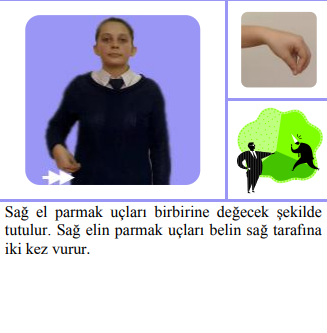 Sağ el parmak uçları birbirine değecek şekilde
tutulur. Sağ elin parmak uçları belin sağ tarafına
iki kez vurur.